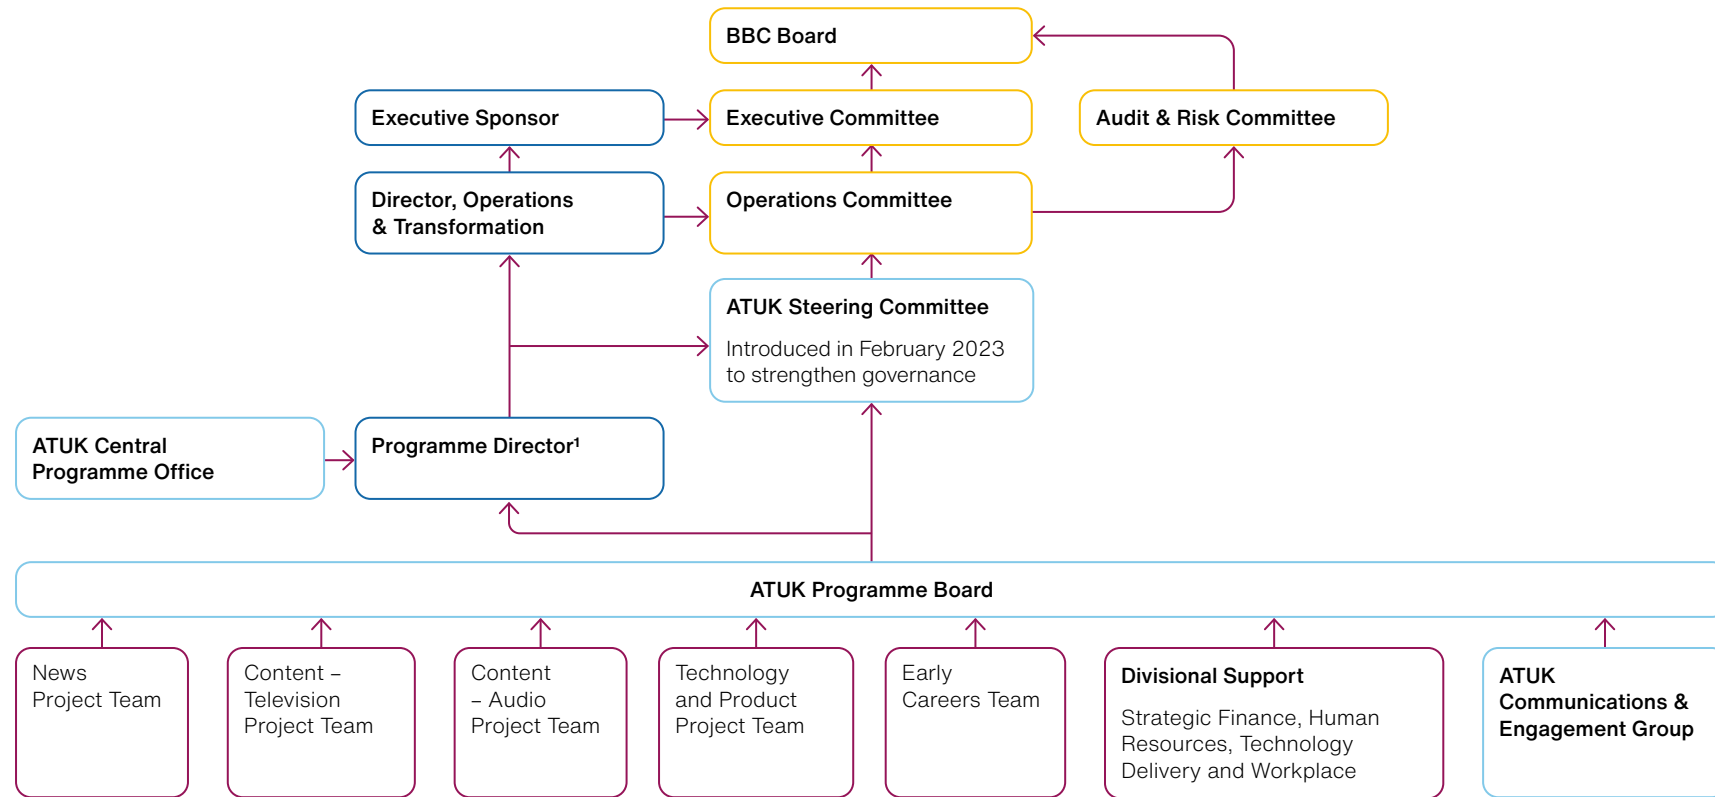 BBC Board
Executive Sponsor
Executive Committee
Audit & Risk Committee
Director, Operations
& Transformation
Operations Committee
ATUK Steering Committee
Introduced in February 2023
to strengthen governance
ATUK Central
Programme Office
Programme Director¹
ATUK Programme Board
News
Project Team
Content –
Television
Project Team
Content
– Audio
Project Team
Technology
and Product
Project Team
Early
Careers Team
Divisional Support
Strategic Finance, Human
Resources, Technology
Delivery and Workplace
ATUK
Communications &
Engagement Group